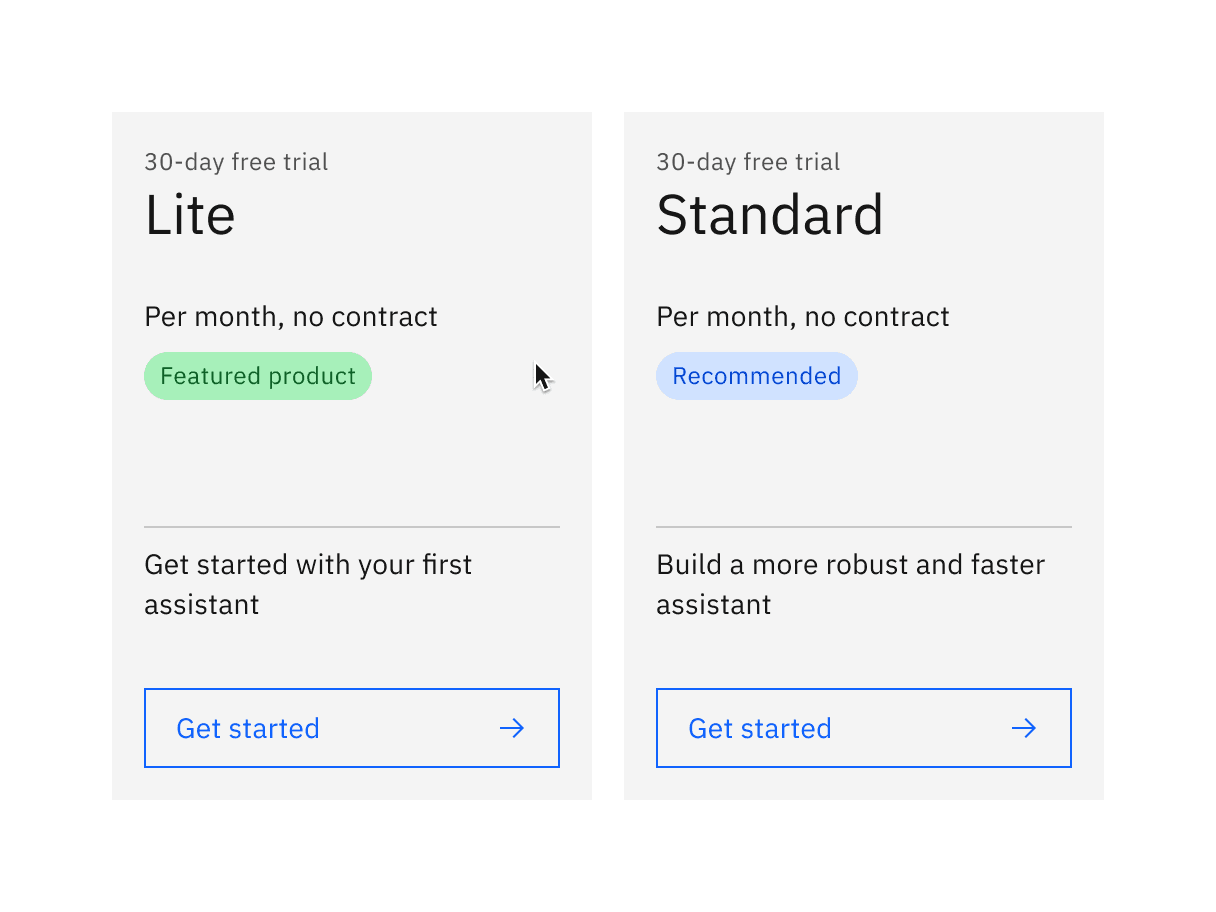 30-day free trial
Lite
Per month, no contract
Featured product
Get started with your first
assistant
Get started
30-day free trial
Standard
Per month, no contract
Recommended
Build a more robust and faster
assistant
Get started